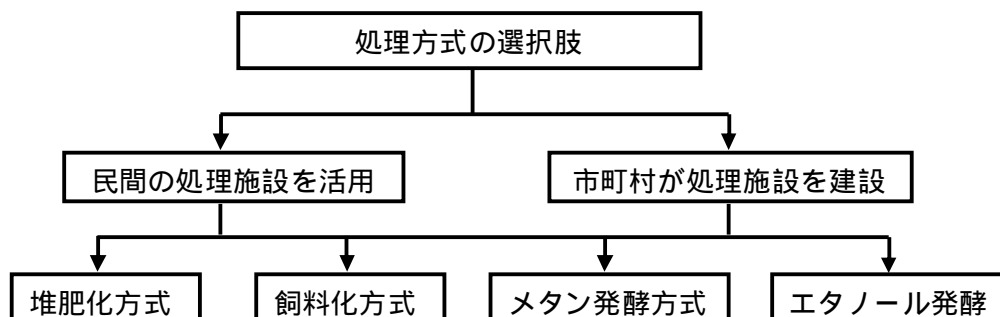 処理方式の選択肢
民間の処理施設を活用
市町村が処理施設を建設
堆肥化方式
飼料化方式
メタン発酵方式
エタノール発酵